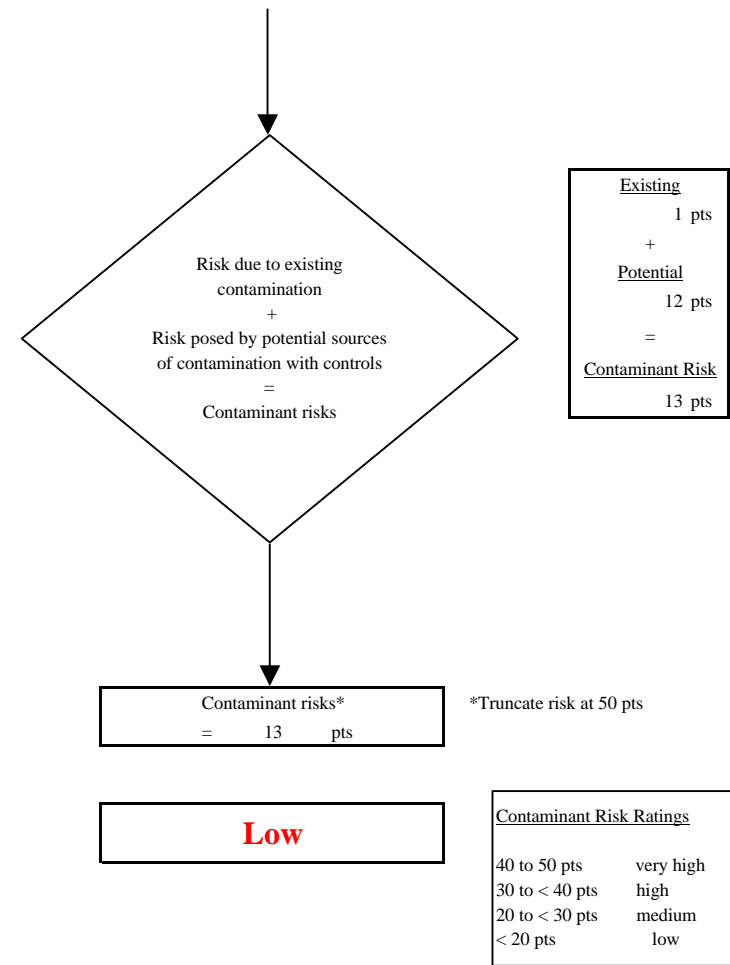 Risk due to existing
contamination
+
Risk posed by potential sources
of contamination with controls
=
Contaminant risks
Existing
1 pts
+
Potential
12 pts
=
Contaminant Risk
13 pts
Contaminant risks*
= 13 pts
*Truncate risk at 50 pts
Low
Contaminant Risk Ratings
40 to 50 pts very high
30 to < 40 pts high
20 to < 30 pts medium
< 20 pts low